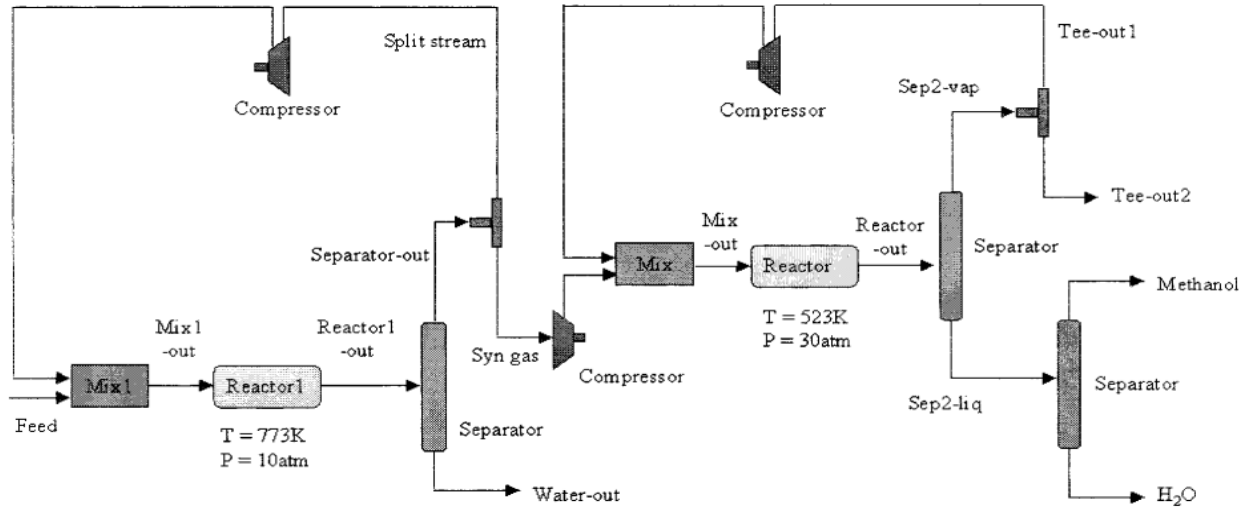 Split stream
Compressor
Tee-out1
Sep2-vap
Compressor
Tee-out2
Separator-out
Mix
Mix
-out
Reactor
Reactor
-out
Separator
T = 523K
P = 30atm
Methanol
Mix1
-out
Reactor1
-out
Syn gas
Compressor
Sep2-liq
Separator
Mix1
Reactor1
Feed
Separator
T = 773K
P = 10atm
Water-out
H₂O